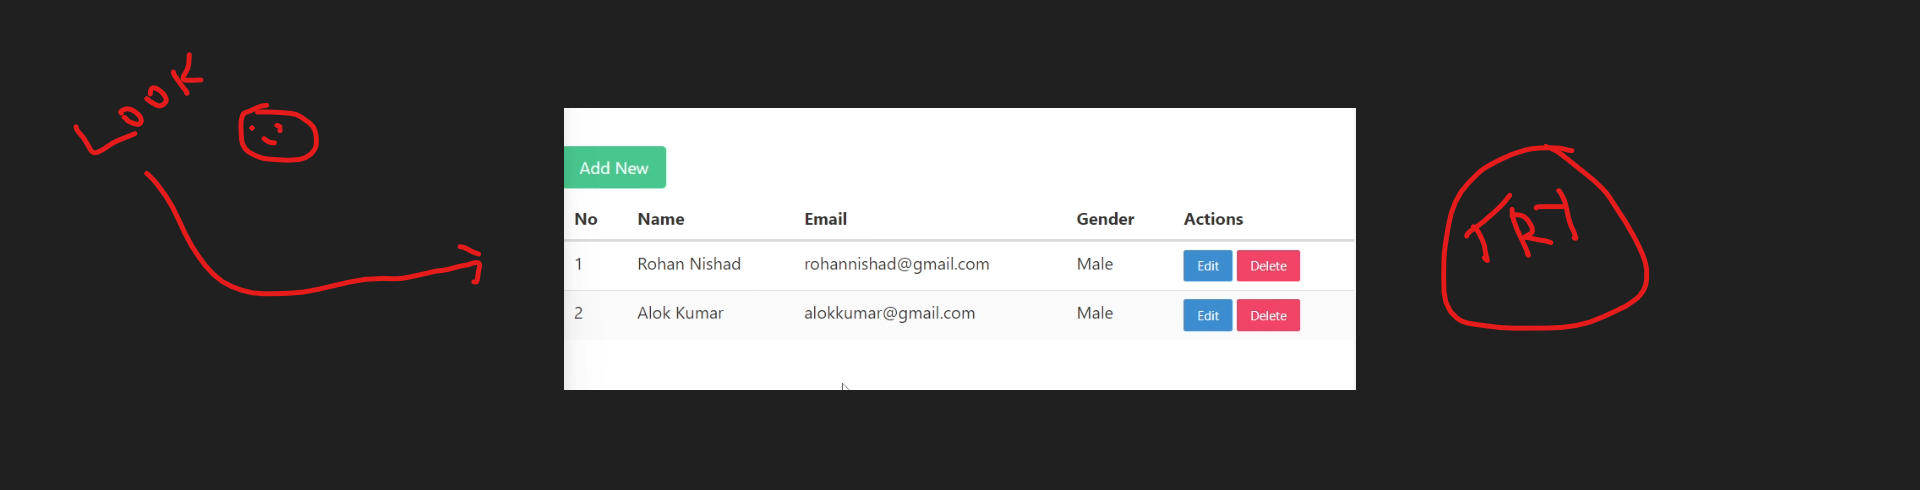 LOOK
Add New
No Name Email Gender Actions
1 Rohan Nishad rohannishad@gmail.com Male Edit Delete
2 Alok Kumar alokkumar@gmail.com Male Edit Delete
TRY